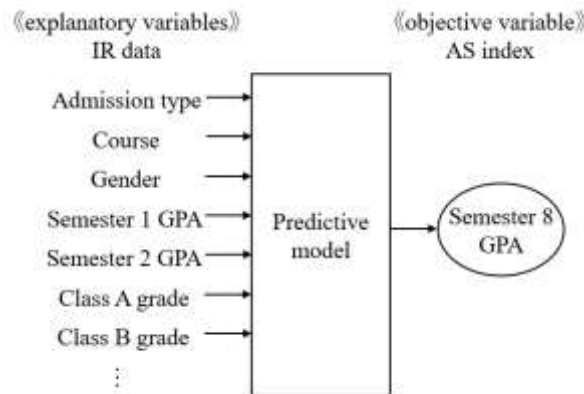 《explanatory variables》
IR data
《objective variable》
AS index
Admission type
Course
Gender
Semester 1 GPA
Semester 2 GPA
Class A grade
Class B grade
⋮
Predictive
model
Semester 8
GPA